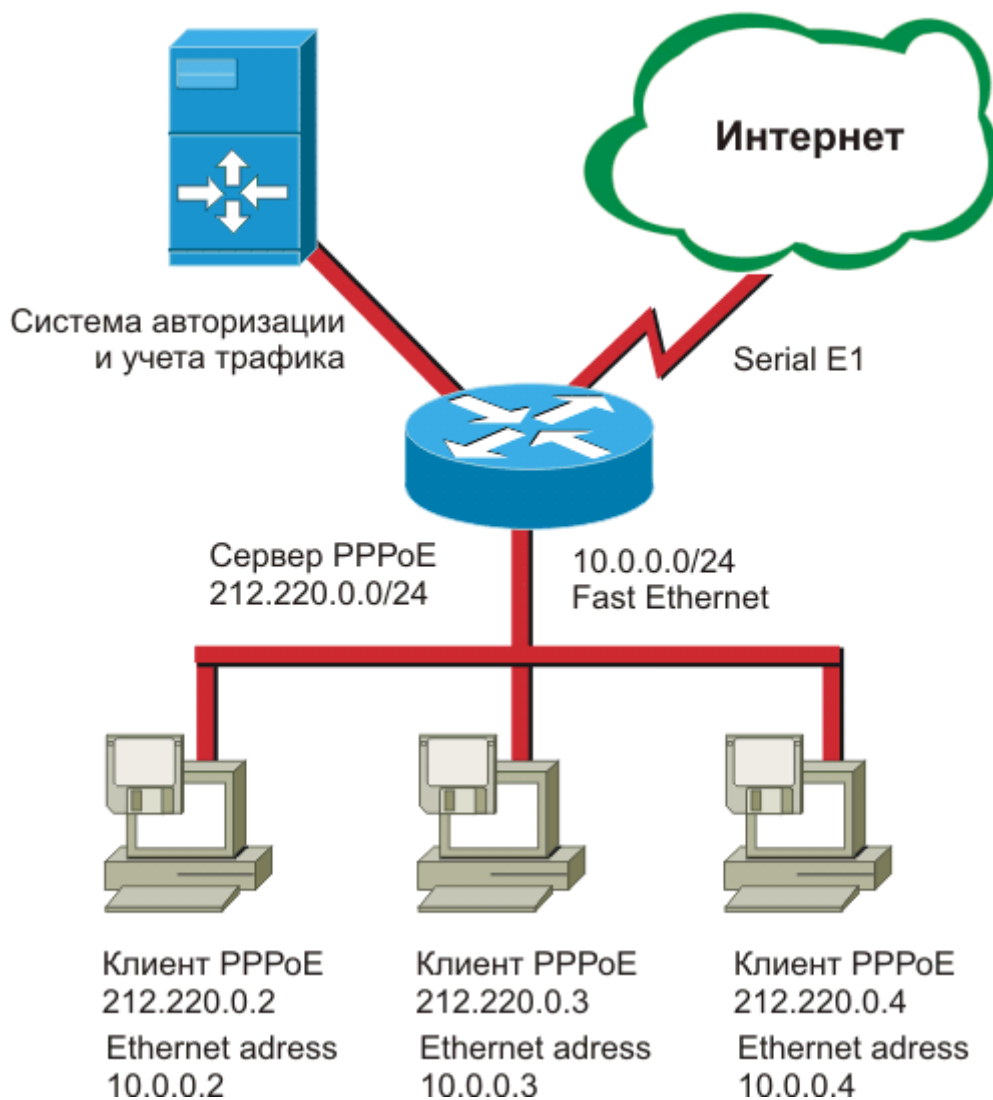 Интернет
Система авторизации
и учета трафика
Serial E1
Сервер PPPoE
212.220.0.0/24
10.0.0.0/24
Fast Ethernet
Клиент PPPoE
212.220.0.2
Ethernet adress
10.0.0.2
Клиент PPPoE
212.220.0.3
Ethernet adress
10.0.0.3
Клиент PPPoE
212.220.0.4
Ethernet adress
10.0.0.4